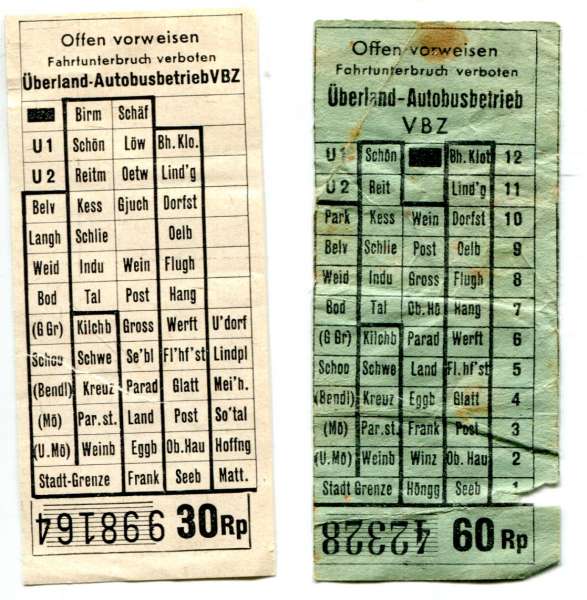 Offen vorweisen
Fahrtunterbruch verboten
Überland-Autobusbetrieb VBZ
Birm Schäf
U1 Schön Löw Bh. Klo.
U2 Reitm Oetw Lind'g
Belv Kess Gjuch Dorfst
Langh Schlie Oelb
Weid Indu Wein Flugh
Bod Tal Post Hang
(G Gr) Kilchb Gross Werft U'dorf
Schoo Schwe Se'bl Fl'hf'st Lindpl
(Bendl) Kreuz Parad Glatt Mei'h.
(Mö) Par.st. Land Post So'tal
(U.Mö) Weinb Eggb Ob.Hau Hoffng
Stadt-Grenze Frank Seeb Matt.
30 Rp
Offen vorweisen
Fahrtunterbruch verboten
Überland-Autobusbetrieb
VBZ
U1 Schön Bh. Klot 12
U2 Reit Lind'g 11
Park Kess Wein Dorfst 10
Belv Schlie Post Oelb 9
Weid Indu Gross Flugh 8
Bod Tal Ob.Hö Hang 7
(G Gr) Kilchb Parad Werft 6
Schoo Schwe Land Fl.hf'st 5
(Bendl) Kreuz Eggb Glatt 4
(Mö) Par.st. Frank Post 3
(U.Mö) Weinb Winz Ob.Hau 2
Stadt Grenze Höngg Seeb 1
42328 60 Rp